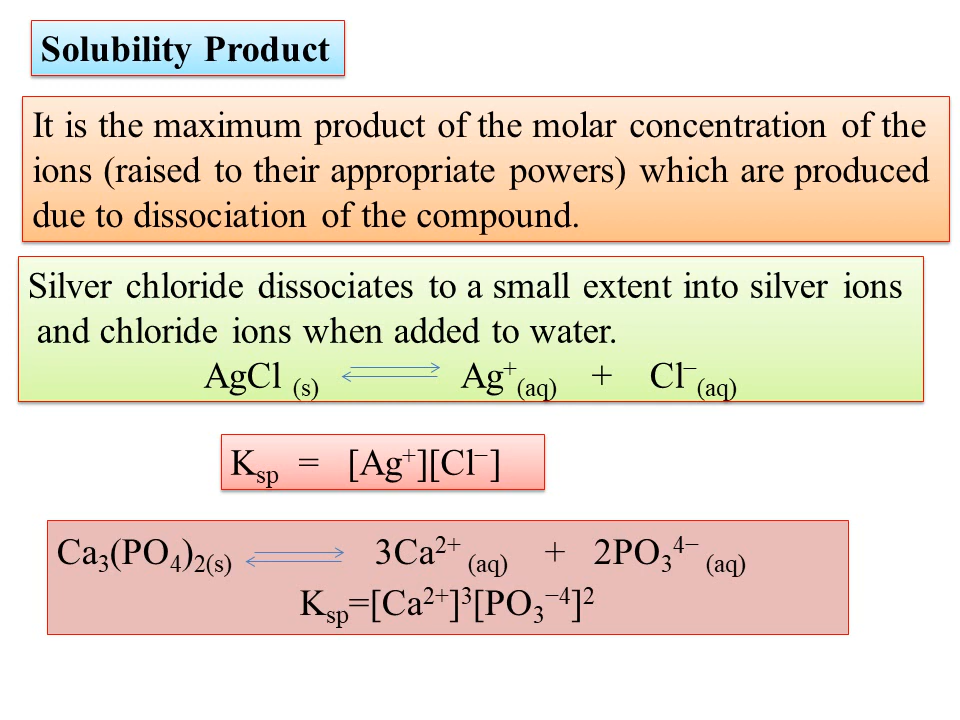 Solubility Product
It is the maximum product of the molar concentration of the
ions (raised to their appropriate powers) which are produced
due to dissociation of the compound.
Silver chloride dissociates to a small extent into silver ions
and chloride ions when added to water.
AgCl (s) ⇌ Ag⁺(aq) + Cl⁻(aq)
Kₛₚ = [Ag⁺][Cl⁻]
Ca₃(PO₄)₂(s) ⇌ 3Ca²⁺ (aq) + 2PO₃⁴⁻ (aq)
Kₛₚ=[Ca²⁺]³[PO₃⁻⁴]²